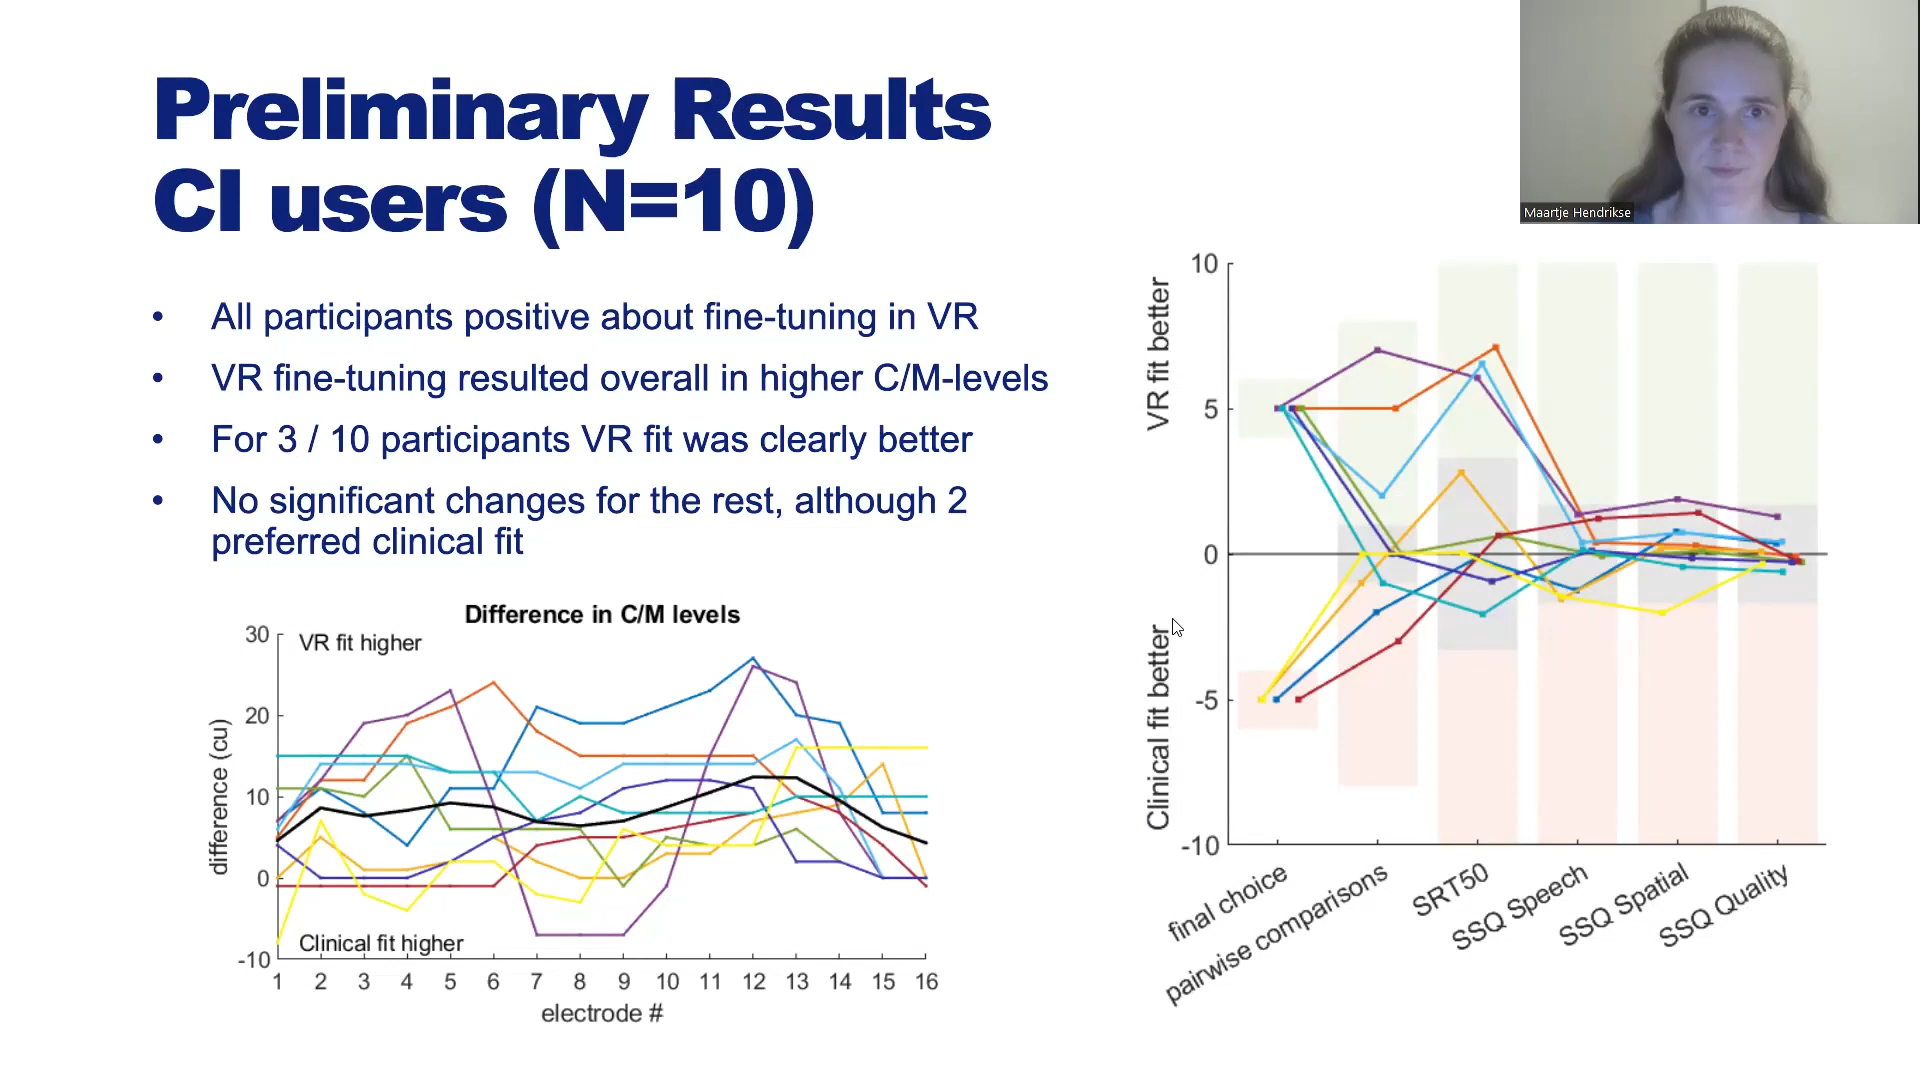 Preliminary Results
CI users (N=10)
Maartje Hendrikse
• All participants positive about fine-tuning in VR
• VR fine-tuning resulted overall in higher C/M-levels
• For 3 / 10 participants VR fit was clearly better
• No significant changes for the rest, although 2
preferred clinical fit
Difference in C/M levels
VR fit higher
Clinical fit higher
difference (cu)
30
20
10
0
-10
1 2 3 4 5 6 7 8 9 10 11 12 13 14 15 16
electrode #
VR fit better
Clinical fit better
10
5
0
-5
-10
final choice
pairwise comparisons
SRT50
SSQ Speech
SSQ Spatial
SSQ Quality